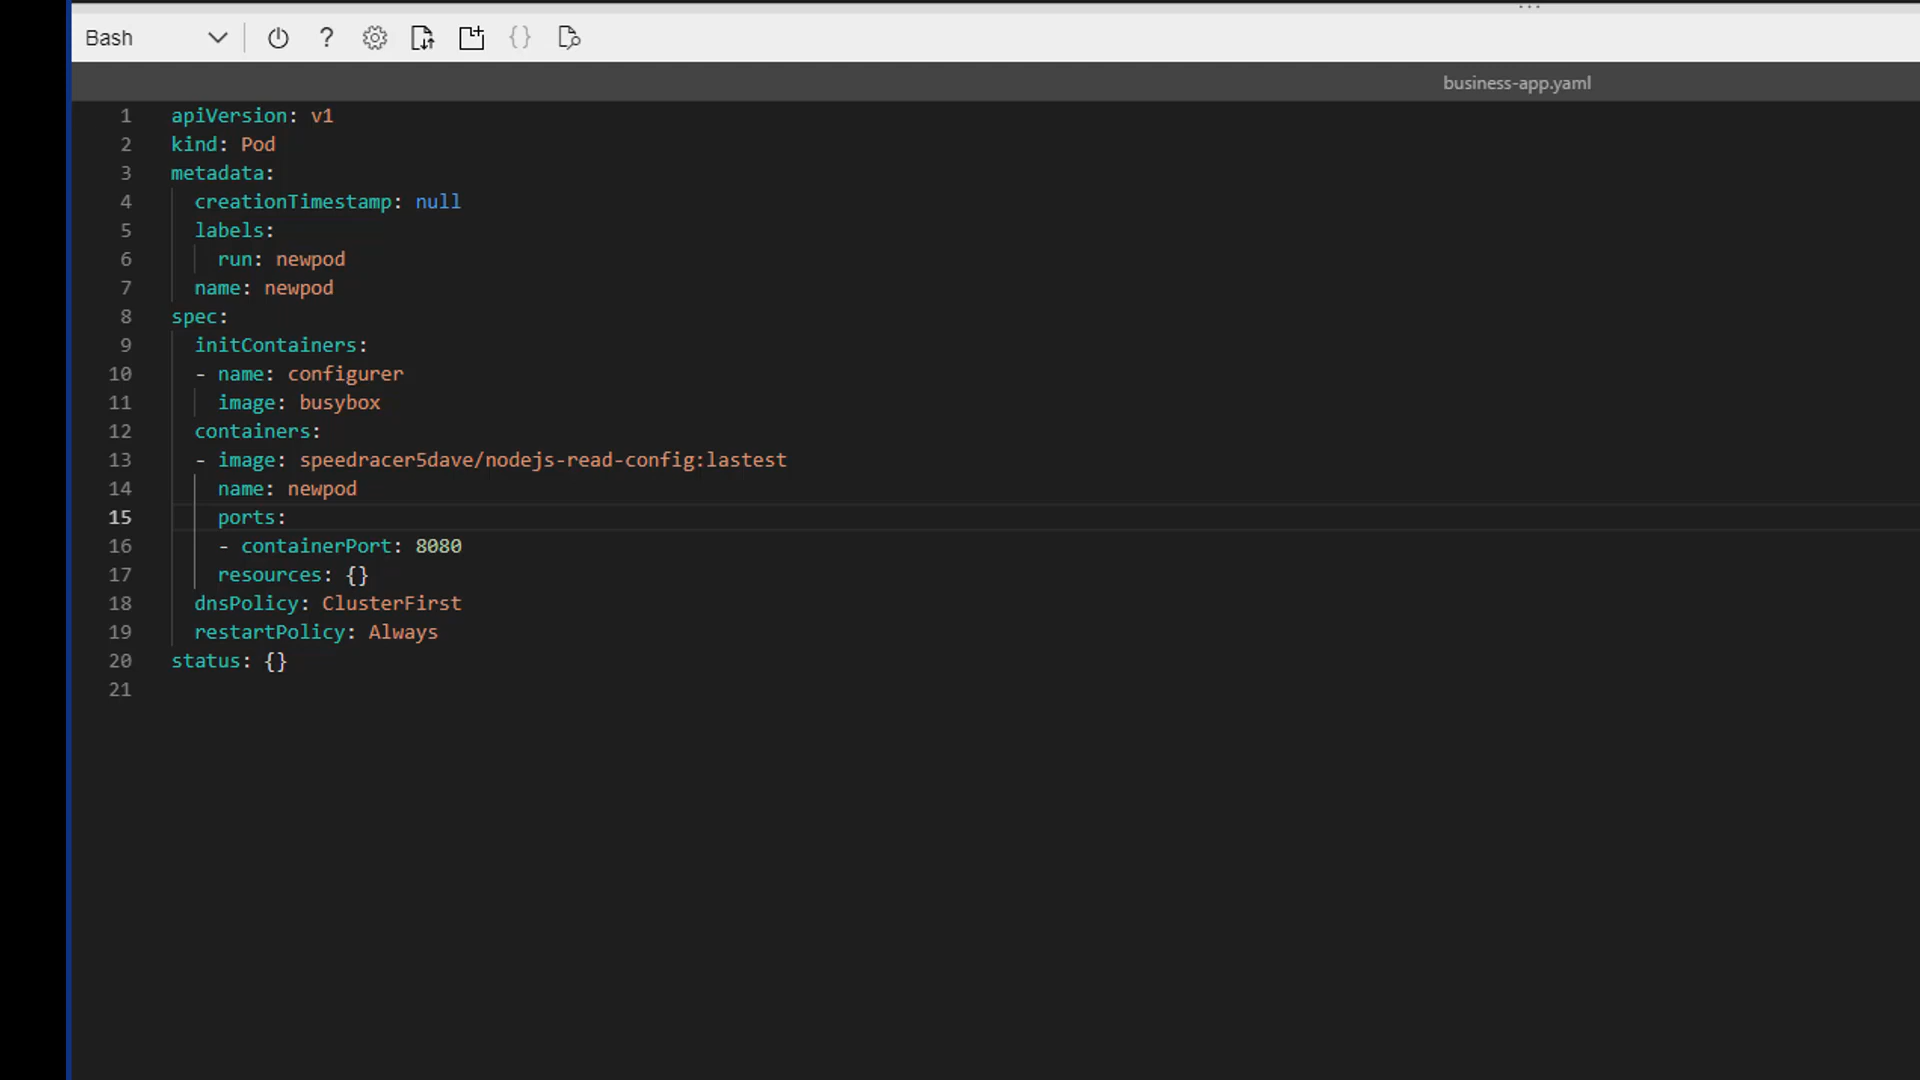 Bash
business-app.yaml
1 apiVersion: v1
2 kind: Pod
3 metadata:
4 creationTimestamp: null
5 labels:
6 run: newpod
7 name: newpod
8 spec:
9 initContainers:
10 - name: configurer
11 image: busybox
12 containers:
13 - image: speedracer5dave/nodejs-read-config:lastest
14 name: newpod
15 ports:
16 - containerPort: 8080
17 resources: {}
18 dnsPolicy: ClusterFirst
19 restartPolicy: Always
20 status: {}
21